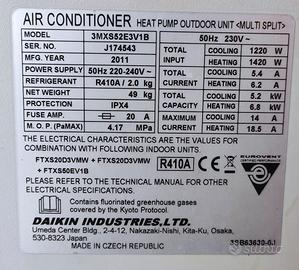 AIR CONDITIONER HEAT PUMP OUTDOOR UNIT <MULTI SPLIT>
MODEL 3MXS52E3V1B
SERIAL NO. J174543
MFG. YEAR 2011
POWER SUPPLY 50Hz 220-240V~
REFRIGERANT R410A / 2.0 kg
NET WEIGHT 49 kg
PROTECTION IPX4
FUSE AMP. 20 A
M. O. P. (PaMAX) 4.17 MPa
50Hz 230V~
TOTAL INPUT POWER COOLING 1220 W
HEATING 1420 W
TOTAL CURRENT COOLING 5.4 A
HEATING 6.2 A
TOTAL CAPACITY COOLING 5.2 kW
HEATING 6.8 kW
MAXIMUM CURRENT COOLING 14 A
HEATING 18.5 A
THE ELECTRICAL CHARACTERISTICS ARE THE VALUES IN COMBINATION WITH
FOLLOWING INDOOR UNITS.
FTXS20D3VMW + FTXS20D3VMW
+ FTXS50EV1B
R410A
CE
EUROVENT
PLEASE REFER TO THE TECHNICAL MANUAL FOR
OTHER ELECTRICAL CHARACTERISTICS
Contains fluorinated greenhouse gases
covered by the Kyoto Protocol
DAIKIN INDUSTRIES,LTD.
Umeda Center Bldg., 2-4-12, Nakazaki-Nishi, Kita-Ku, Osaka,
530-8323 Japan
MADE IN CZECH REPUBLIC